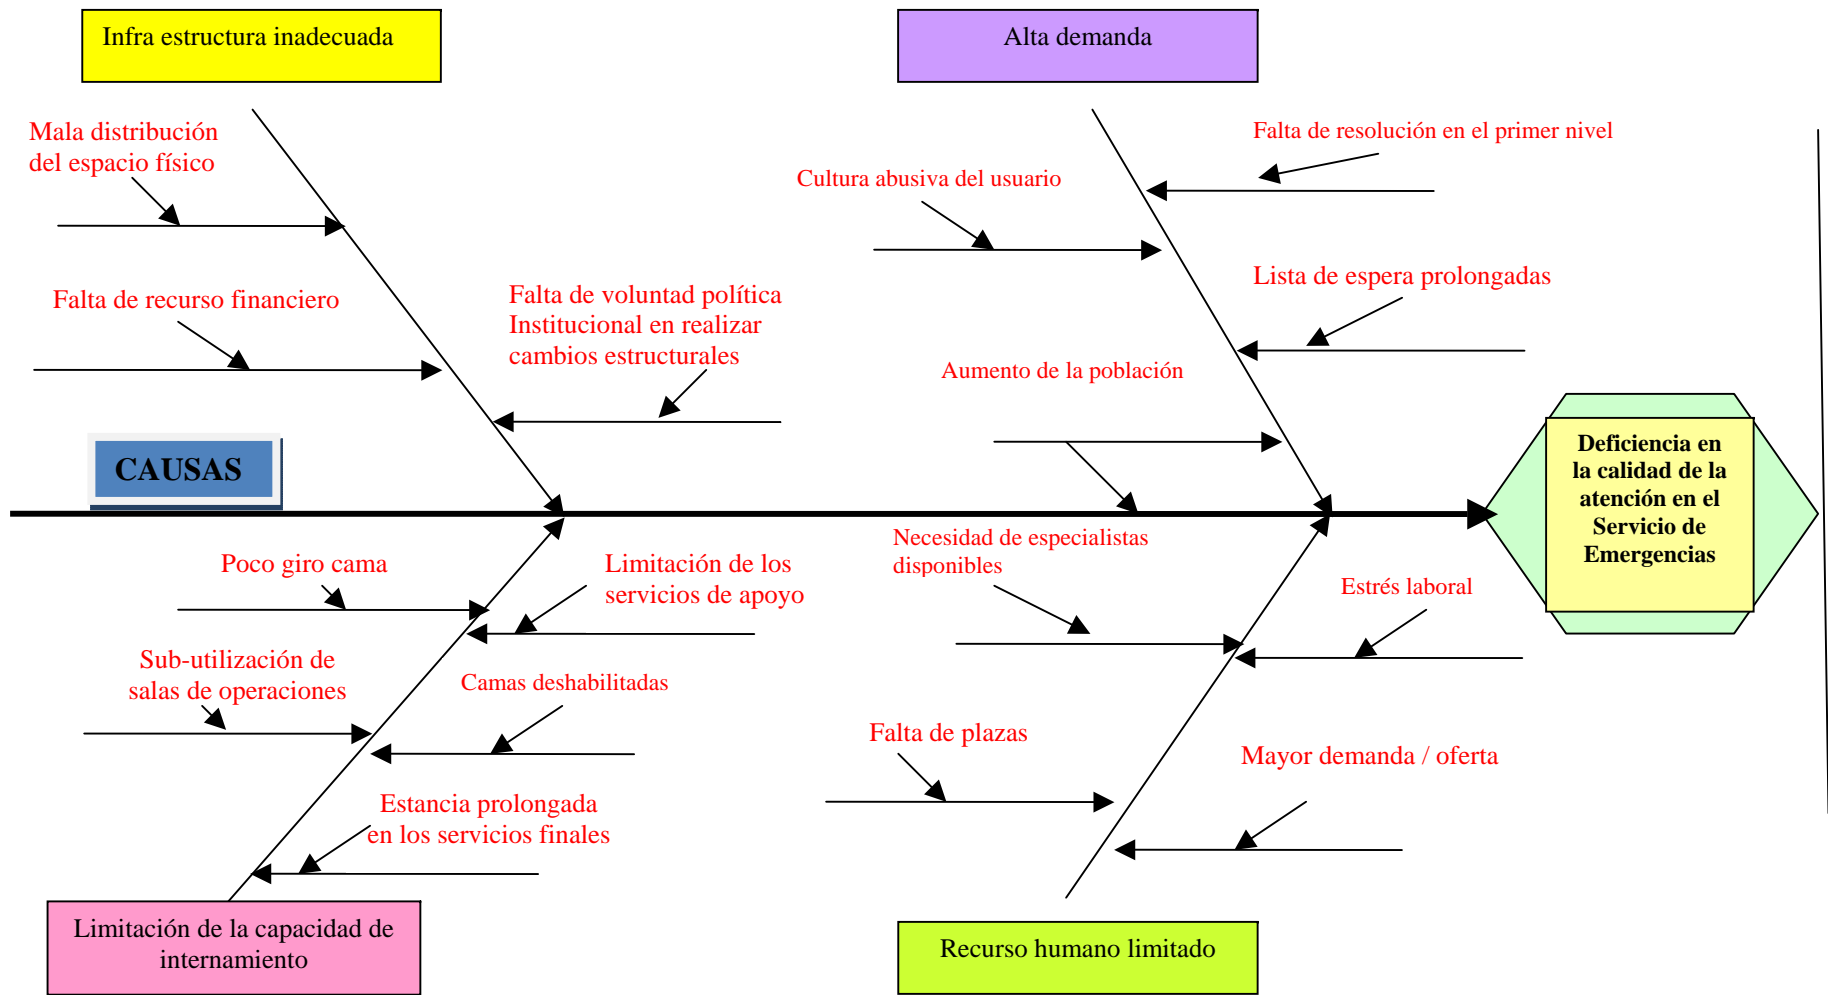 Infra estructura inadecuada
Alta demanda
Mala distribución
del espacio físico
Falta de resolución en el primer nivel
Cultura abusiva del usuario
Falta de recurso financiero
Falta de voluntad política
Institucional en realizar
cambios estructurales
Lista de espera prolongadas
Aumento de la población
CAUSAS
Deficiencia en
la calidad de la
atención en el
Servicio de
Emergencias
Poco giro cama
Limitación de los
servicios de apoyo
Necesidad de especialistas
disponibles
Estrés laboral
Sub-utilización de
salas de operaciones
Camas deshabilitadas
Falta de plazas
Mayor demanda / oferta
Estancia prolongada
en los servicios finales
Limitación de la capacidad de
internamiento
Recurso humano limitado